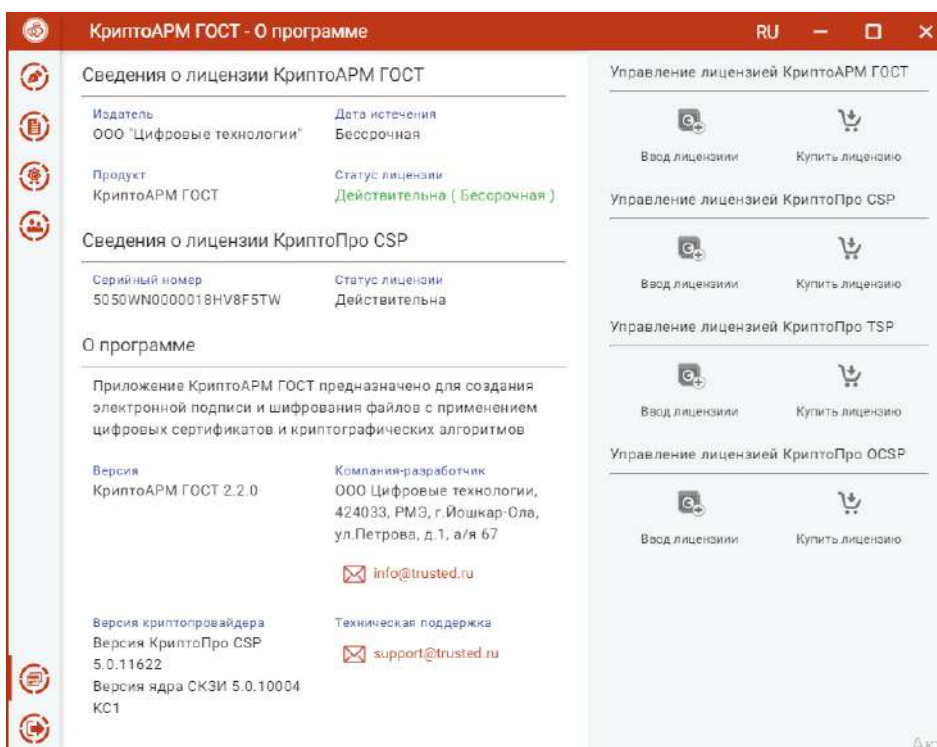 КриптоАРМ ГОСТ - О программе
RU
Сведения о лицензии КриптоАРМ ГОСТ
Издатель
ООО "Цифровые технологии"
Дата истечения
Бессрочная
Продукт
КриптоАРМ ГОСТ
Статус лицензии
Действительна ( Бессрочная )
Сведения о лицензии КриптоПро CSP
Серийный номер
5050WN0000018HV8F5TW
Статус лицензии
Действительна
О программе
Приложение КриптоАРМ ГОСТ предназначено для создания
электронной подписи и шифрования файлов с применением
цифровых сертификатов и криптографических алгоритмов
Версия
КриптоАРМ ГОСТ 2.2.0
Компания-разработчик
ООО Цифровые технологии,
424033, РМЭ, г.Йошкар-Ола,
ул.Петрова, д.1, а/я 67
info@trusted.ru
Версия криптопровайдера
Версия КриптоПро CSP
5.0.11622
Версия ядра СКЗИ 5.0.10004
КС1
Техническая поддержка
support@trusted.ru
Управление лицензией КриптоАРМ ГОСТ
Ввод лицензиии
Купить лицензию
Управление лицензией КриптоПро CSP
Ввод лицензиии
Купить лицензию
Управление лицензией КриптоПро TSP
Ввод лицензиии
Купить лицензию
Управление лицензией КриптоПро OCSP
Ввод лицензиии
Купить лицензию